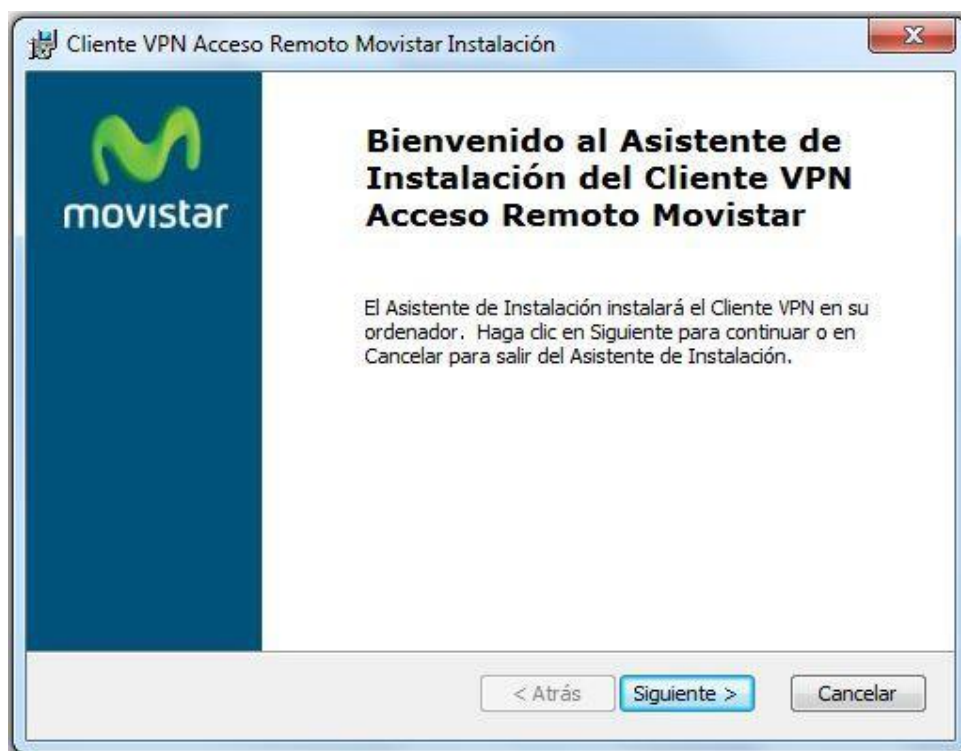 Cliente VPN Acceso Remoto Movistar Instalación
movistar
Bienvenido al Asistente de
Instalación del Cliente VPN
Acceso Remoto Movistar
El Asistente de Instalación instalará el Cliente VPN en su
ordenador. Haga clic en Siguiente para continuar o en
Cancelar para salir del Asistente de Instalación.
< Atrás
Siguiente >
Cancelar